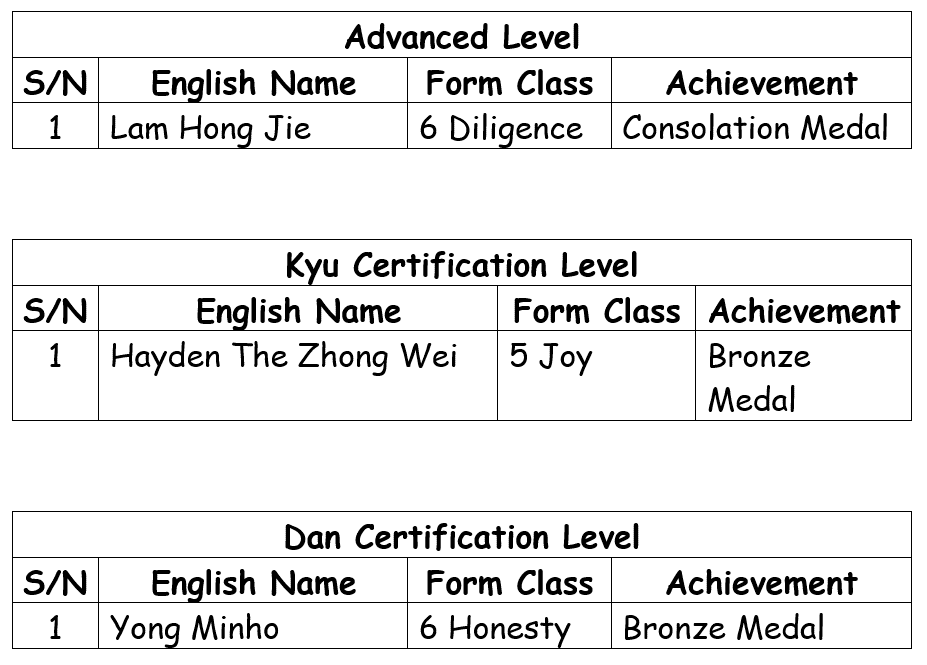 Advanced Level
S/N English Name Form Class Achievement
1 Lam Hong Jie 6 Diligence Consolation Medal
Kyu Certification Level
S/N English Name Form Class Achievement
1 Hayden The Zhong Wei 5 Joy Bronze
Medal
Dan Certification Level
S/N English Name Form Class Achievement
1 Yong Minho 6 Honesty Bronze Medal